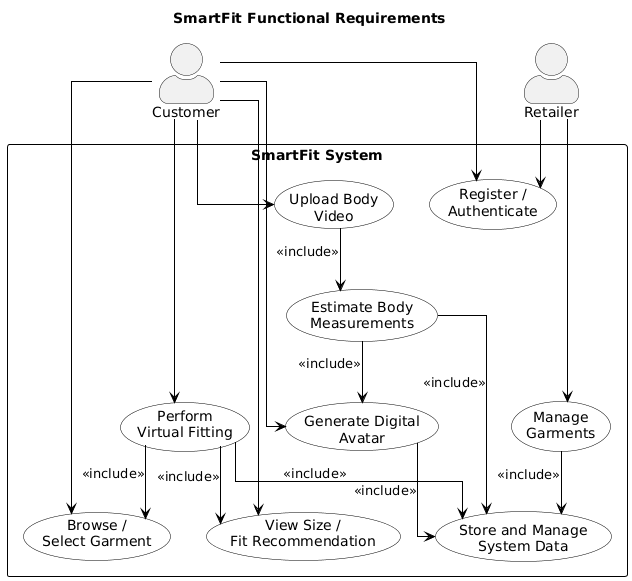 SmartFit Functional Requirements
Customer
Retailer
SmartFit System
Upload Body
Video
Register /
Authenticate
«include»
Estimate Body
Measurements
«include»
«include»
Perform
Virtual Fitting
Generate Digital
Avatar
Manage
Garments
«include»
«include»
«include»
«include»
«include»
Browse /
Select Garment
View Size /
Fit Recommendation
Store and Manage
System Data